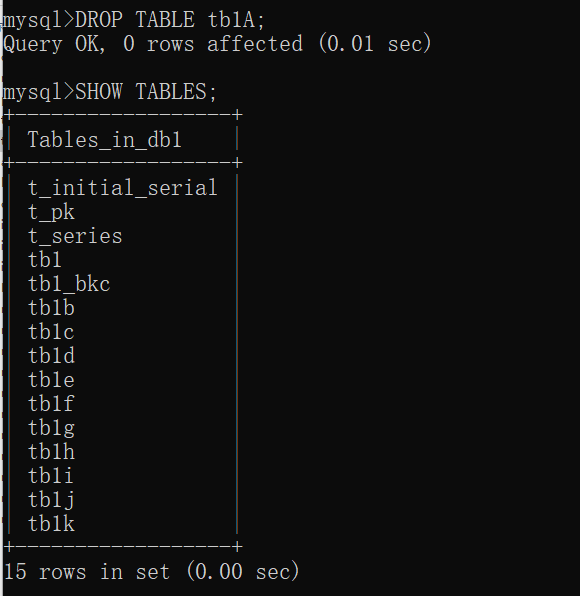 mysql>DROP TABLE tb1A;
Query OK, 0 rows affected (0.01 sec)
mysql>SHOW TABLES;
+------------------+
| Tables_in_db1    |
+------------------+
| t_initial_serial |
| t_pk             |
| t_series         |
| tb1              |
| tb1_bkc          |
| tb1b             |
| tb1c             |
| tb1d             |
| tb1e             |
| tb1f             |
| tb1g             |
| tb1h             |
| tb1i             |
| tb1j             |
| tb1k             |
+------------------+
15 rows in set (0.00 sec)